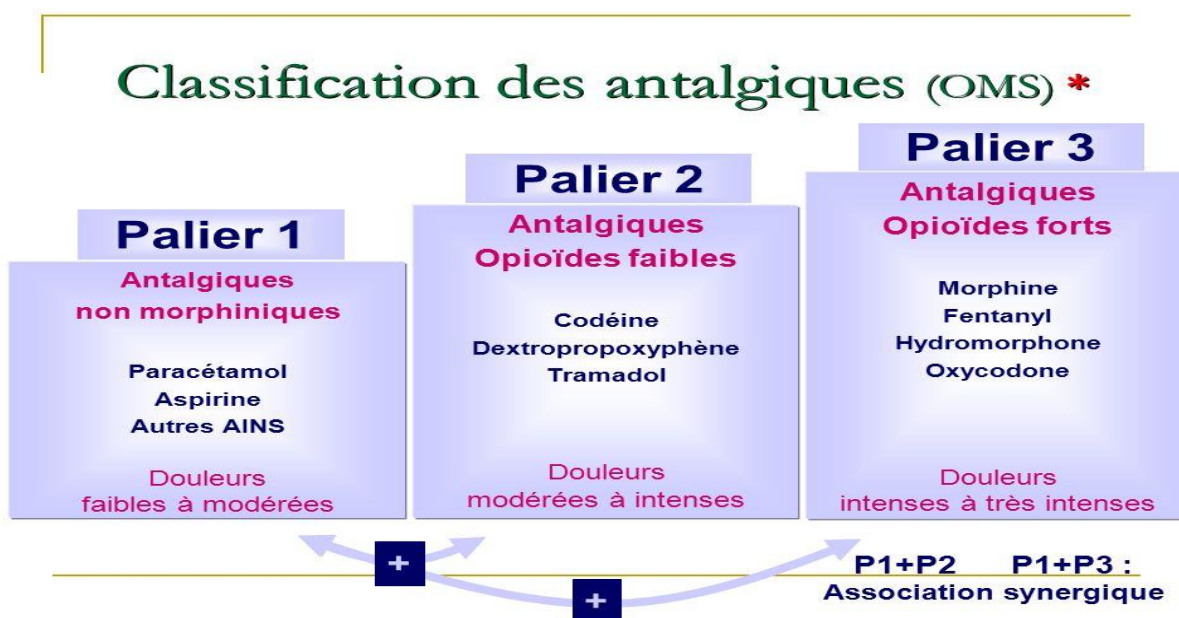 Classification des antalgiques (OMS) *
Palier 1
Antalgiques
non morphiniques
Paracétamol
Aspirine
Autres AINS
Douleurs
faibles à modérées
Palier 2
Antalgiques
Opioïdes faibles
Codéine
Dextropropoxyphène
Tramadol
Douleurs
modérées à intenses
Palier 3
Antalgiques
Opioïdes forts
Morphine
Fentanyl
Hydromorphone
Oxycodone
Douleurs
intenses à très intenses
+
+
P1+P2 P1+P3 :
Association synergique